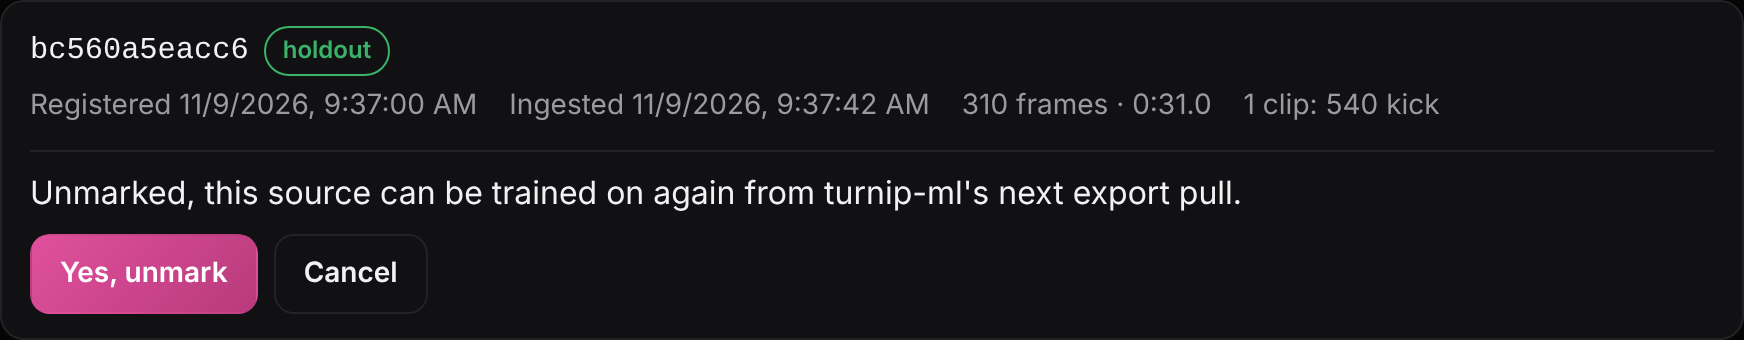 bc560a5eacc6 holdout
Registered 11/9/2026, 9:37:00 AM Ingested 11/9/2026, 9:37:42 AM 310 frames · 0:31.0 1 clip: 540 kick
Unmarked, this source can be trained on again from turnip-ml's next export pull.
Yes, unmark Cancel